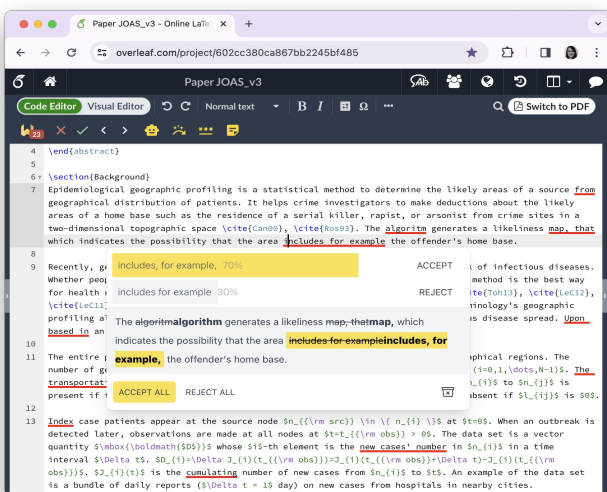 Paper JOAS_v3 - Online LaTe
overleaf.com/project/602cc380ca867bb2245bf485
Paper JOAS_v3
Code Editor Visual Editor Normal text B I Ω Switch to PDF
23
4 \end{abstract}
5
6 \section{Background}
7 Epidemiological geographic profiling is a statistical method to determine the likely areas of a source from
geographical distribution of patients. It helps crime investigators to make deductions about the likely
areas of a home base such as the residence of a serial killer, rapist, or arsonist from crime sites in a
two-dimensional topographic space \cite{Can00}, \cite{Ros93}. The algoritm generates a likeliness map, that
which indicates the possibility that the area includes for example the offender's home base.
8
9 Recently, ge k of infectious diseases.
Whether peop method is the best way
for health r ite{Toh13}, \cite{LeC12},
\cite{LeC11] inology's geographic
profiling al s disease spread. Upon
based in an
10
11 The entire p aphical regions. The
number of ge (i=0,1,\dots,N-1)$. The
transportati n_{i}$ to $n_{j}$ is
present if t absent if $l_{ij}$ is $0$.
includes, for example, 70% ACCEPT
includes for example 30% REJECT
The algoritmalgorithm generates a likeliness map, thatmap, which
indicates the possibility that the area includes for exampleincludes, for
example, the offender's home base.
ACCEPT ALL REJECT ALL
12
13 Index case patients appear at the source node $n_{{\rm src}} \in \{ n_{i} \}$ at $t=0$. When an outbreak is
detected later, observations are made at all nodes at $t=t_{{\rm obs}} > 0$. The data set is a vector
quantity $\mbox{\boldmath{$D$}}$ whose $i$-th element is the new cases' number in $n_{i}$ in a time
interval $\Delta t$. $D_{i}=\Delta J_{i}(t_{{\rm obs}})=J_{i}(t_{{\rm obs}}+\Delta t)-J_{i}(t_{{\rm
obs}})$. $J_{i}(t)$ is the cumulating number of new cases from $n_{i}$ to $t$. An example of the data set
is a bundle of daily reports ($\Delta t = 1$ day) on new cases from hospitals in nearby cities.